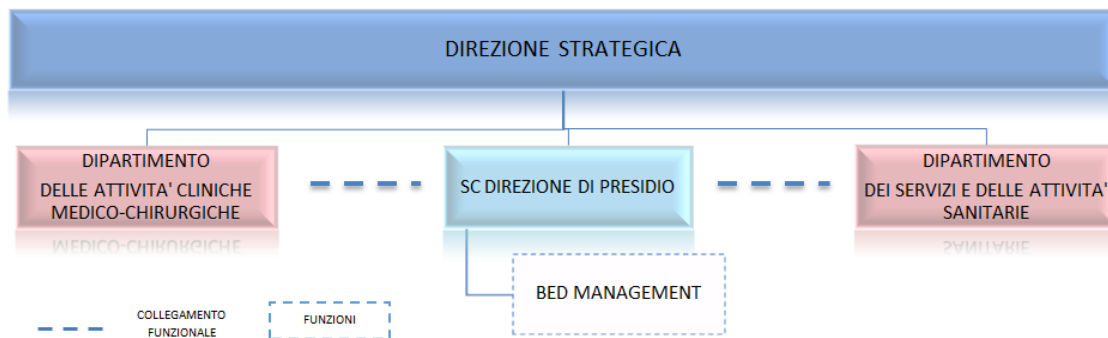 DIREZIONE STRATEGICA
DIPARTIMENTO
DELLE ATTIVITA' CLINICHE
MEDICO-CHIRURGICHE
SC DIREZIONE DI PRESIDIO
DIPARTIMENTO
DEI SERVIZI E DELLE ATTIVITA'
SANITARIE
BED MANAGEMENT
COLLEGAMENTO
FUNZIONALE
FUNZIONI